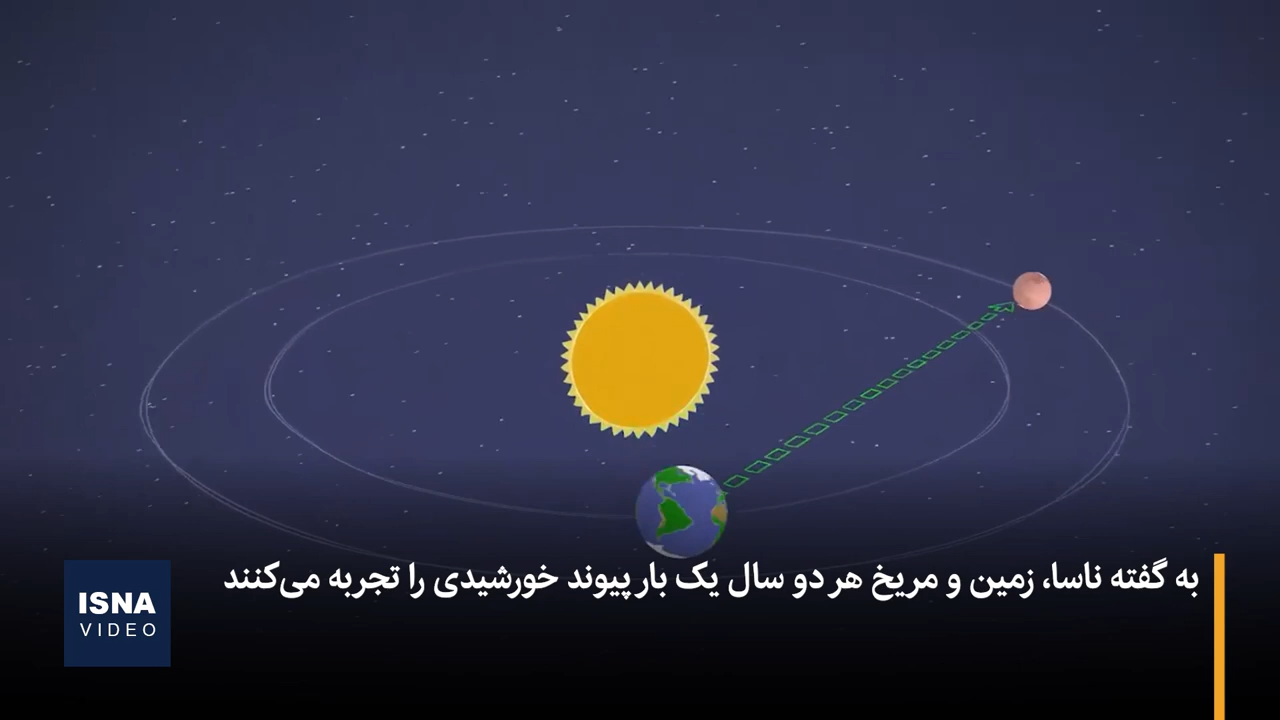 به گفته ناسا، زمین و مریخ هر دو سال یک بار پیوند خورشیدی را تجربه می‌کنند
ISNA
VIDEO